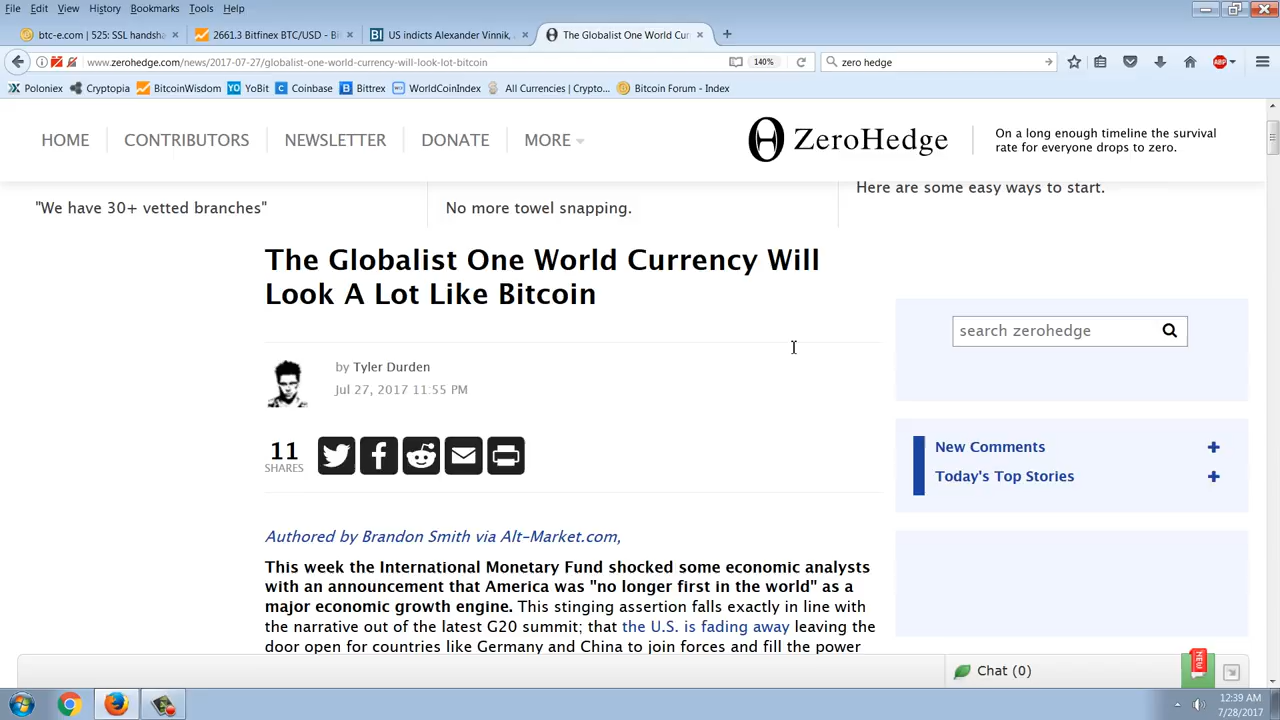 File Edit View History Bookmarks Tools Help
btc-e.com | 525: SSL handsha
2661.3 Bitfinex BTC/USD - Bi
US indicts Alexander Vinnik,
The Globalist One World Cur
www.zerohedge.com/news/2017-07-27/globalist-one-world-currency-will-look-lot-bitcoin
140%
zero hedge
Poloniex Cryptopia BitcoinWisdom YoBit Coinbase Bittrex WorldCoinIndex All Currencies | Crypto... Bitcoin Forum - Index
HOME
CONTRIBUTORS
NEWSLETTER
DONATE
MORE
ZeroHedge
On a long enough timeline the survival
rate for everyone drops to zero.
"We have 30+ vetted branches"
No more towel snapping.
Here are some easy ways to start.
The Globalist One World Currency Will
Look A Lot Like Bitcoin
by Tyler Durden
Jul 27, 2017 11:55 PM
11
SHARES
search zerohedge
New Comments
Today's Top Stories
Authored by Brandon Smith via Alt-Market.com,
This week the International Monetary Fund shocked some economic analysts
with an announcement that America was "no longer first in the world" as a
major economic growth engine. This stinging assertion falls exactly in line with
the narrative out of the latest G20 summit; that the U.S. is fading away leaving the
door open for countries like Germany and China to join forces and fill the power
Chat (0)
NEW
12:39 AM
7/28/2017